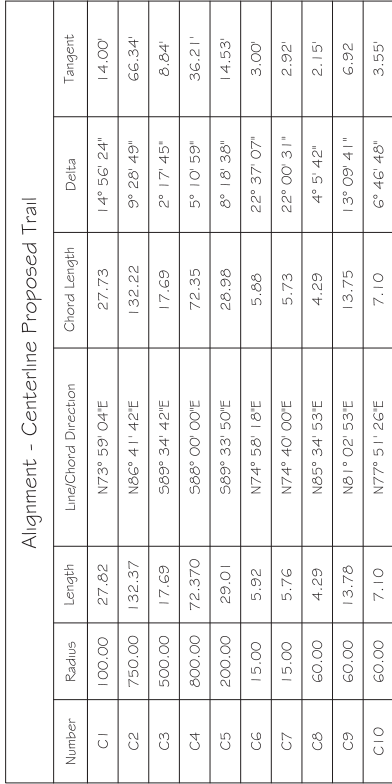 Alignment - Centerline Proposed Trail
Number Radius Length Line/Chord Direction Chord Length Delta Tangent
C1 100.00 27.82 N73° 59' 04"E 27.73 14° 56' 24" 14.00'
C2 750.00 132.37 N86° 41' 42"E 132.22 9° 28' 49" 66.34'
C3 500.00 17.69 S89° 34' 42"E 17.69 2° 17' 45" 8.84'
C4 800.00 72.370 S88° 00' 00"E 72.35 5° 10' 59" 36.21'
C5 200.00 29.01 S89° 33' 50"E 28.98 8° 18' 38" 14.53'
C6 15.00 5.92 N74° 58' 18"E 5.88 22° 37' 07" 3.00'
C7 15.00 5.76 N74° 40' 00"E 5.73 22° 00' 31" 2.92'
C8 60.00 4.29 N85° 34' 53"E 4.29 4° 5' 42" 2.15'
C9 60.00 13.78 N81° 02' 53"E 13.75 13° 09' 41" 6.92
C10 60.00 7.10 N77° 51' 26"E 7.10 6° 46' 48" 3.55'